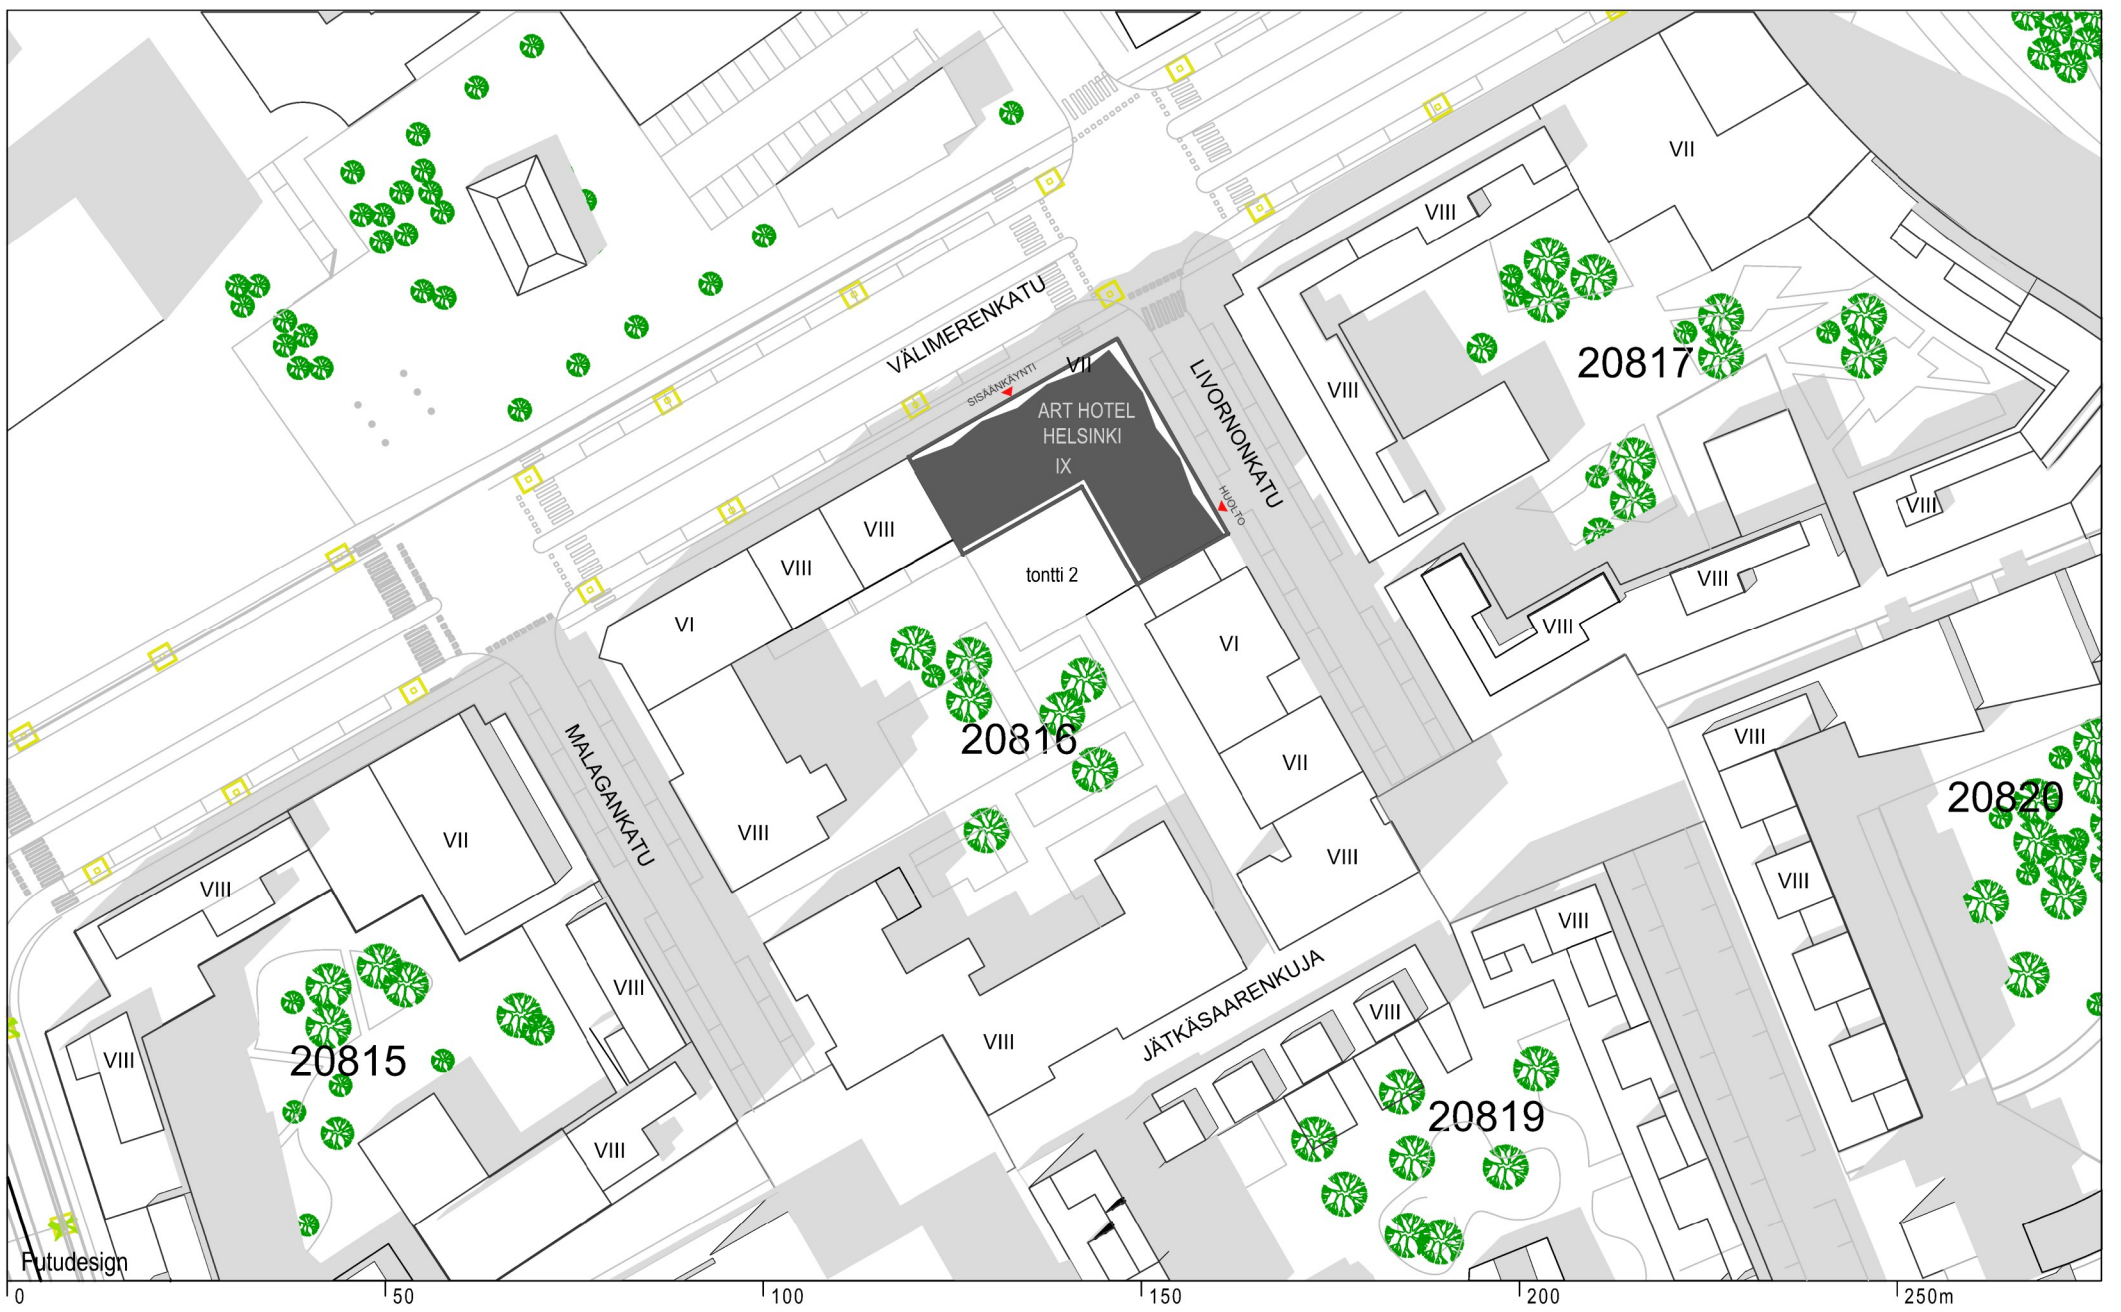 VII
VIII
VÄLIMERENKATU
VII
SISÄÄNKÄYNTI
LIVORNONKATU
20817
VIII
ART HOTEL
HELSINKI
IX
HUOLTO
VIII
VIII
VIII
tontti 2
VIII
VIII
VI
VI
20816
MALAGANKATU
VII
VIII
20820
VIII
VIII
VIII
VII
VIII
VIII
VIII
VIII
VIII
JÄTKÄSAARENKUJA
VIII
20815
VIII
20819
VIII
Futudesign
0
50
100
150
200
250m